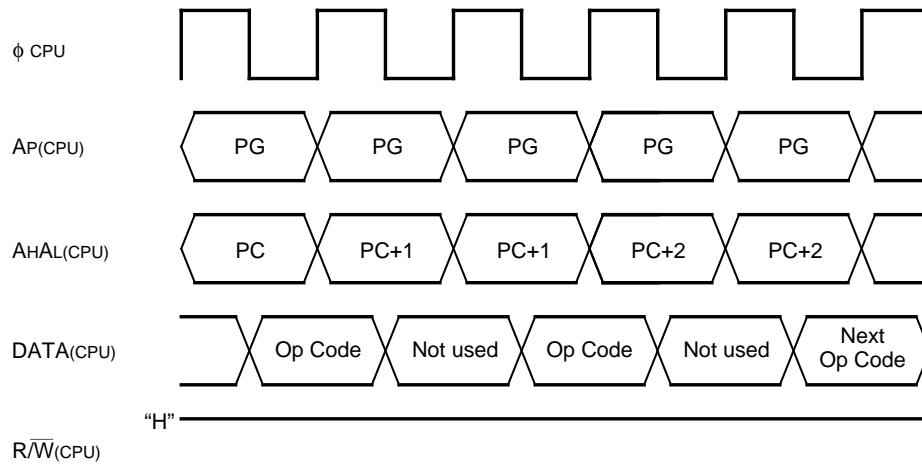 ϕ CPU
AP(CPU)
PG PG PG PG PG
AHAL(CPU)
PC PC+1 PC+1 PC+2 PC+2
DATA(CPU)
Op Code Not used Op Code Not used Next Op Code
“H”
R/W̅(CPU)